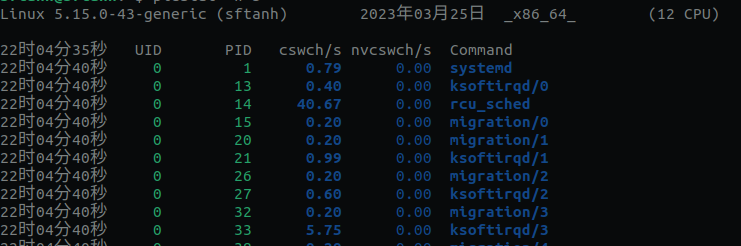 Linux 5.15.0-43-generic (sftanh) 2023年03月25日 _x86_64_ (12 CPU)
22时04分35秒 UID PID cswch/s nvcswch/s Command
22时04分40秒 0 1 0.79 0.00 systemd
22时04分40秒 0 13 0.40 0.00 ksoftirqd/0
22时04分40秒 0 14 40.67 0.00 rcu_sched
22时04分40秒 0 15 0.20 0.00 migration/0
22时04分40秒 0 20 0.20 0.00 migration/1
22时04分40秒 0 21 0.99 0.00 ksoftirqd/1
22时04分40秒 0 26 0.20 0.00 migration/2
22时04分40秒 0 27 0.60 0.00 ksoftirqd/2
22时04分40秒 0 32 0.20 0.00 migration/3
22时04分40秒 0 33 5.75 0.00 ksoftirqd/3